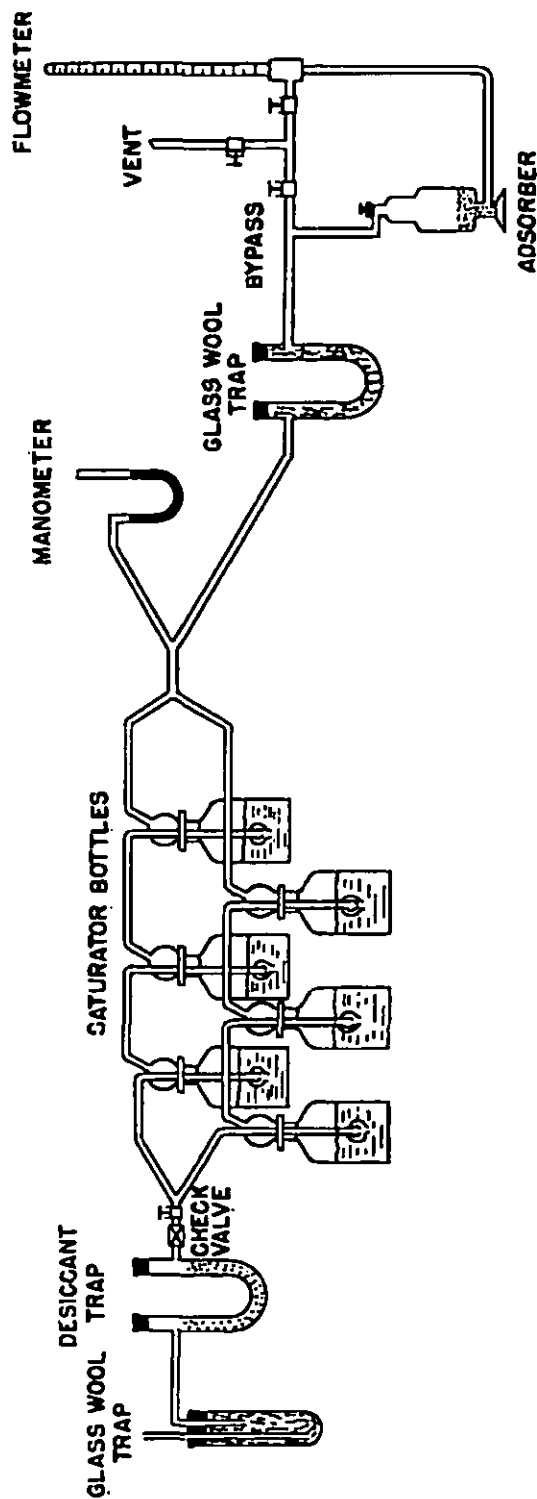 GLASS WOOL
TRAP
DESICCANT
TRAP
CHECK
VALVE
SATURATOR BOTTLES
MANOMETER
GLASS WOOL
TRAP
BYPASS
VENT
FLOWMETER
ADSORBER